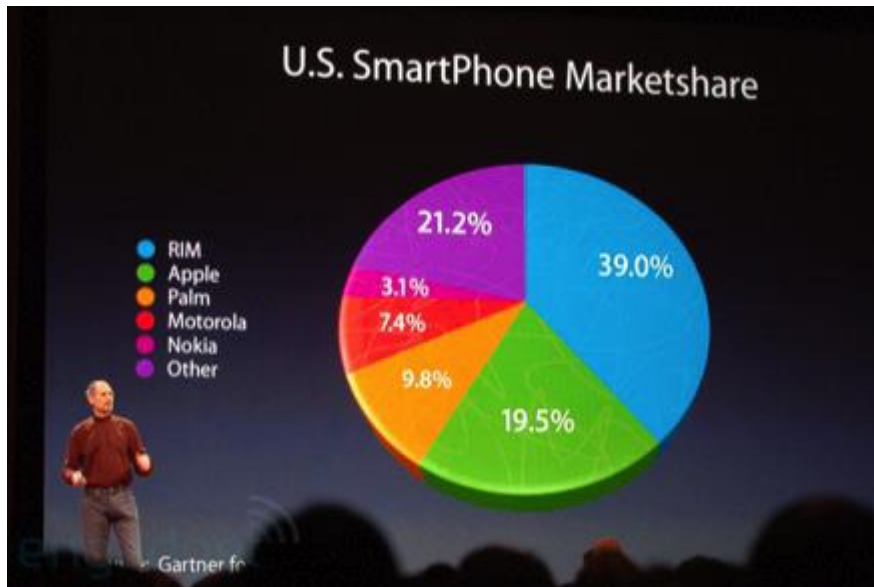 U.S. SmartPhone Marketshare
21.2%
39.0%
RIM
Apple
3.1%
Palm
Motorola
7.4%
Nokia
Other
9.8%
19.5%
Gartner fo